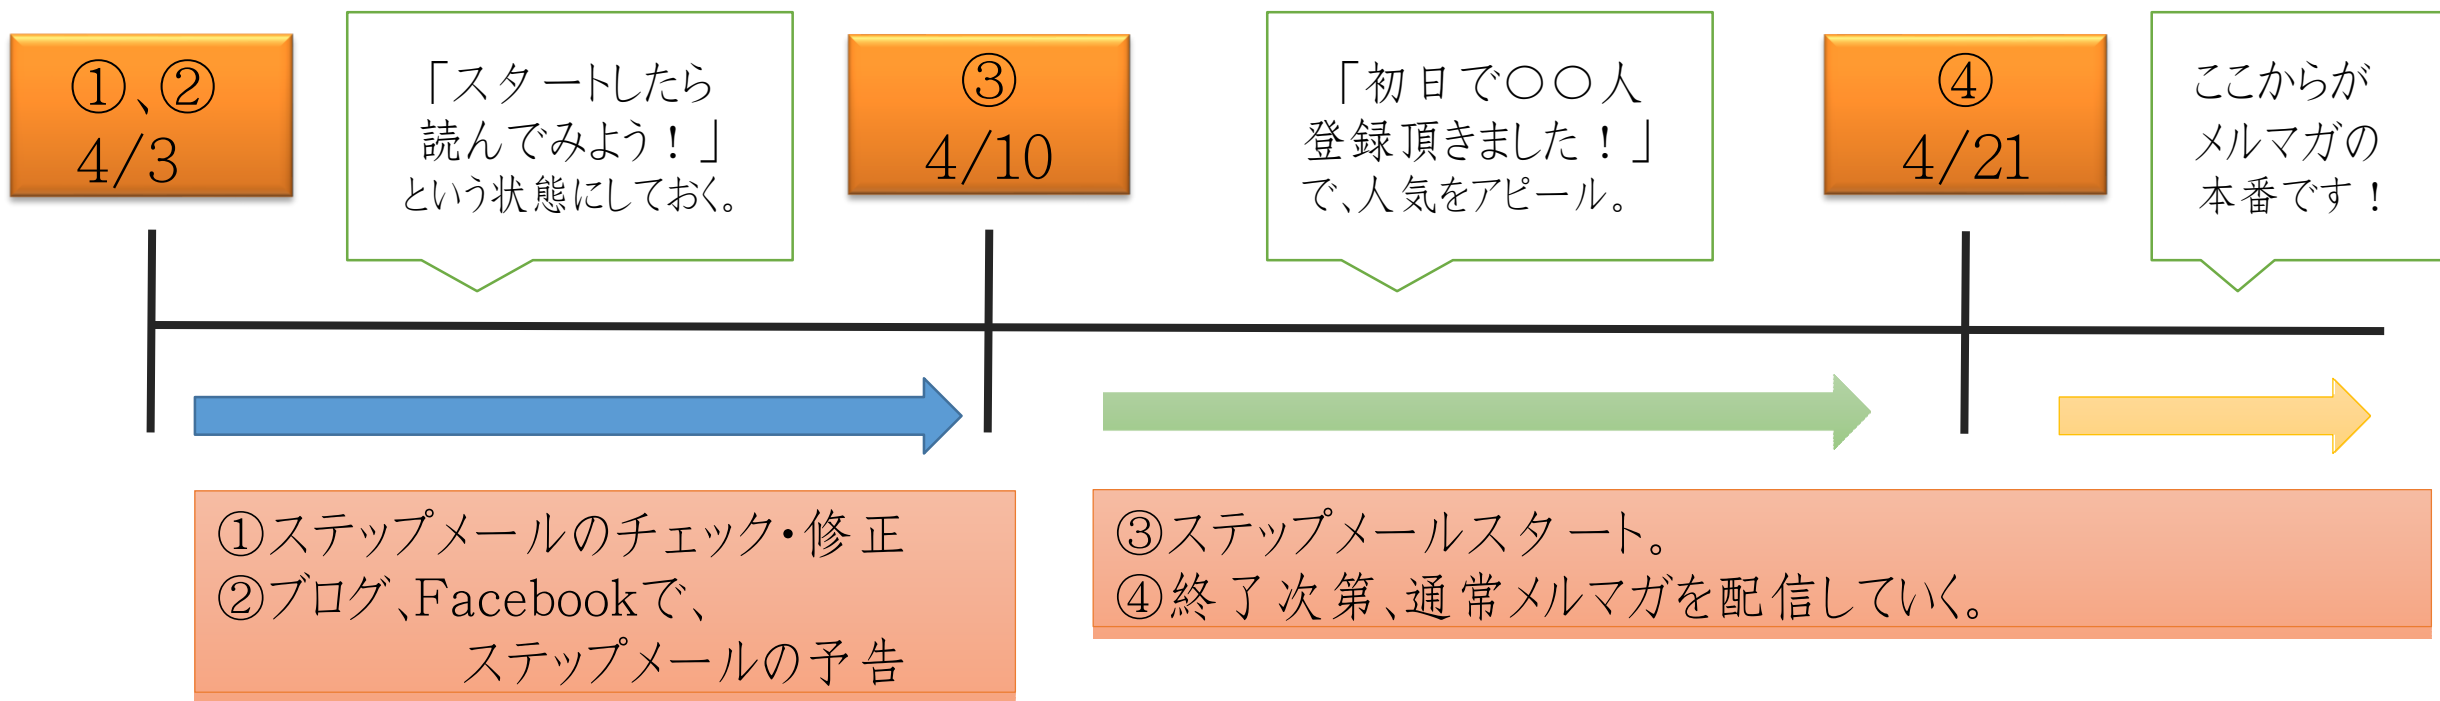 ①、②
4/3
「スタートしたら
読んでみよう！」
という状態にしておく。
③
4/10
「初日で〇〇人
登録頂きました！」
で、人気をアピール。
④
4/21
ここからが
メルマガの
本番です！
①ステップメールのチェック・修正
②ブログ、Facebookで、
ステップメールの予告
③ステップメールスタート。
④終了次第、通常メルマガを配信していく。